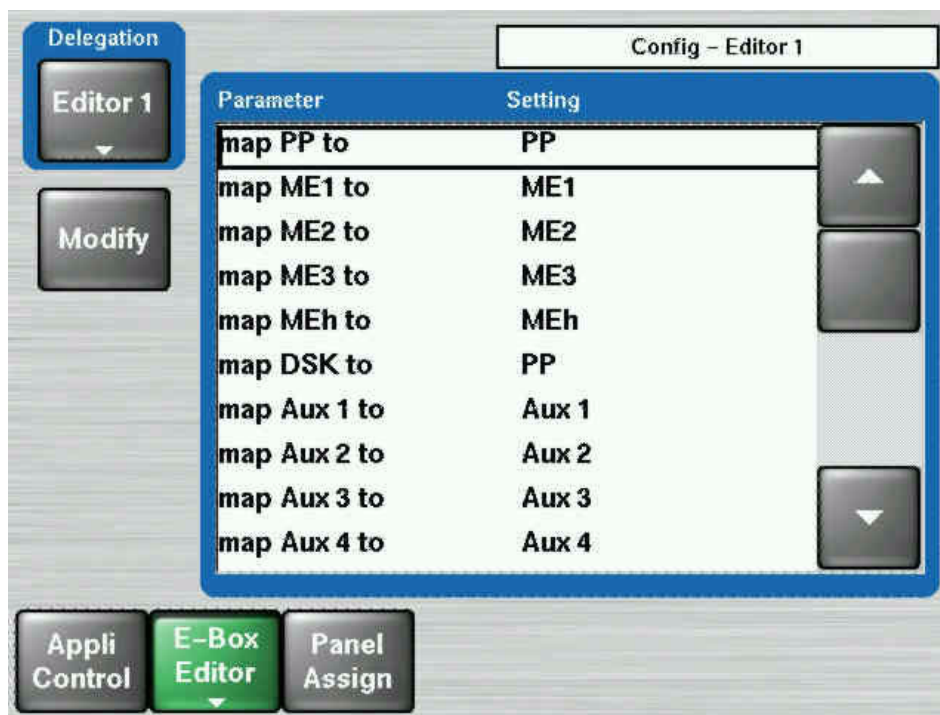 Delegation
Config – Editor 1
Editor 1
Parameter Setting
map PP to PP
map ME1 to ME1
Modify
map ME2 to ME2
map ME3 to ME3
map MEh to MEh
map DSK to PP
map Aux 1 to Aux 1
map Aux 2 to Aux 2
map Aux 3 to Aux 3
map Aux 4 to Aux 4
Appli
Control
E–Box
Editor
Panel
Assign